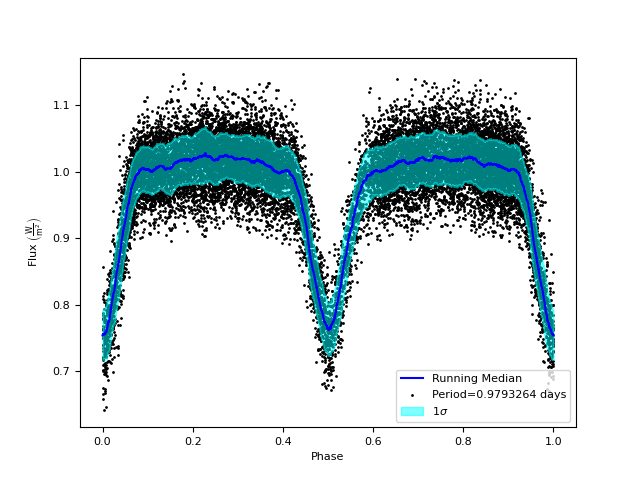 1.1
1.0
0.9
0.8
0.7
Flux (W/m²)
0.0 0.2 0.4 0.6 0.8 1.0
Phase
Running Median
Period=0.9793264 days
1σ